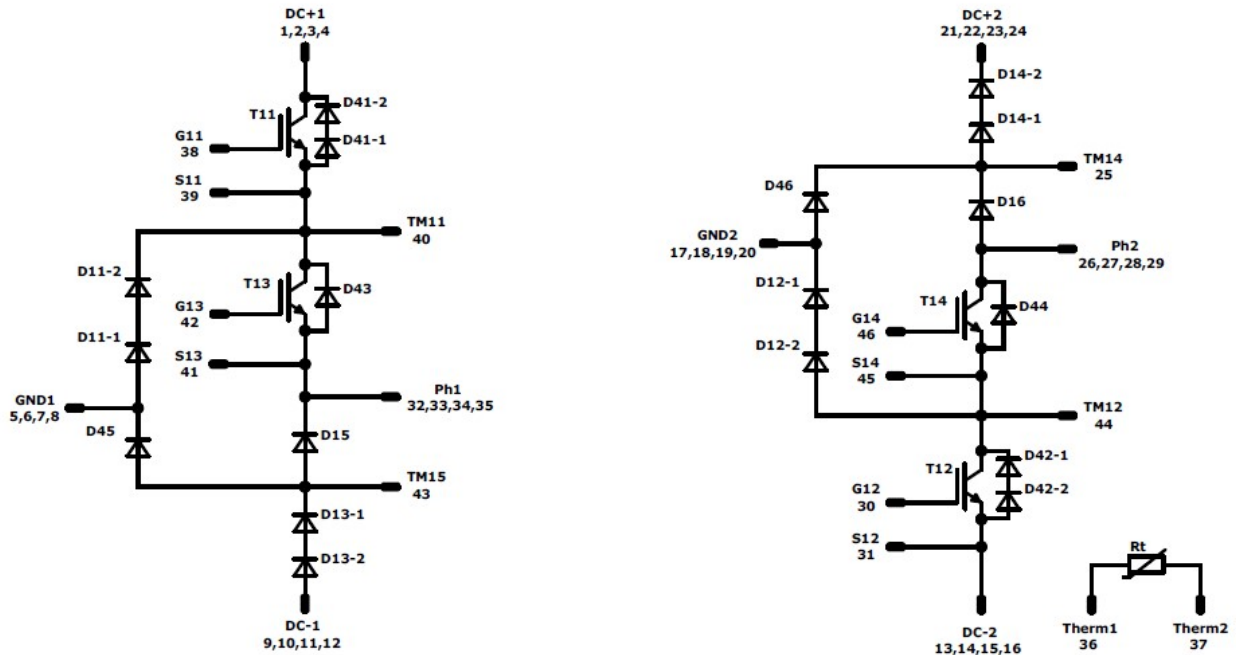 DC+1
1,2,3,4
T11
D41-2
D41-1
G11
38
S11
39
TM11
40
D11-2
T13
D43
G13
42
D11-1
S13
41
GND1
5,6,7,8
Ph1
32,33,34,35
D45
D15
TM15
43
D13-1
D13-2
DC-1
9,10,11,12
DC+2
21,22,23,24
D14-2
D14-1
TM14
25
D46
D16
GND2
17,18,19,20
Ph2
26,27,28,29
D12-1
T14
D44
G14
46
D12-2
S14
45
TM12
44
T12
D42-1
D42-2
G12
30
S12
31
DC-2
13,14,15,16
Rt
Therm1
36
Therm2
37